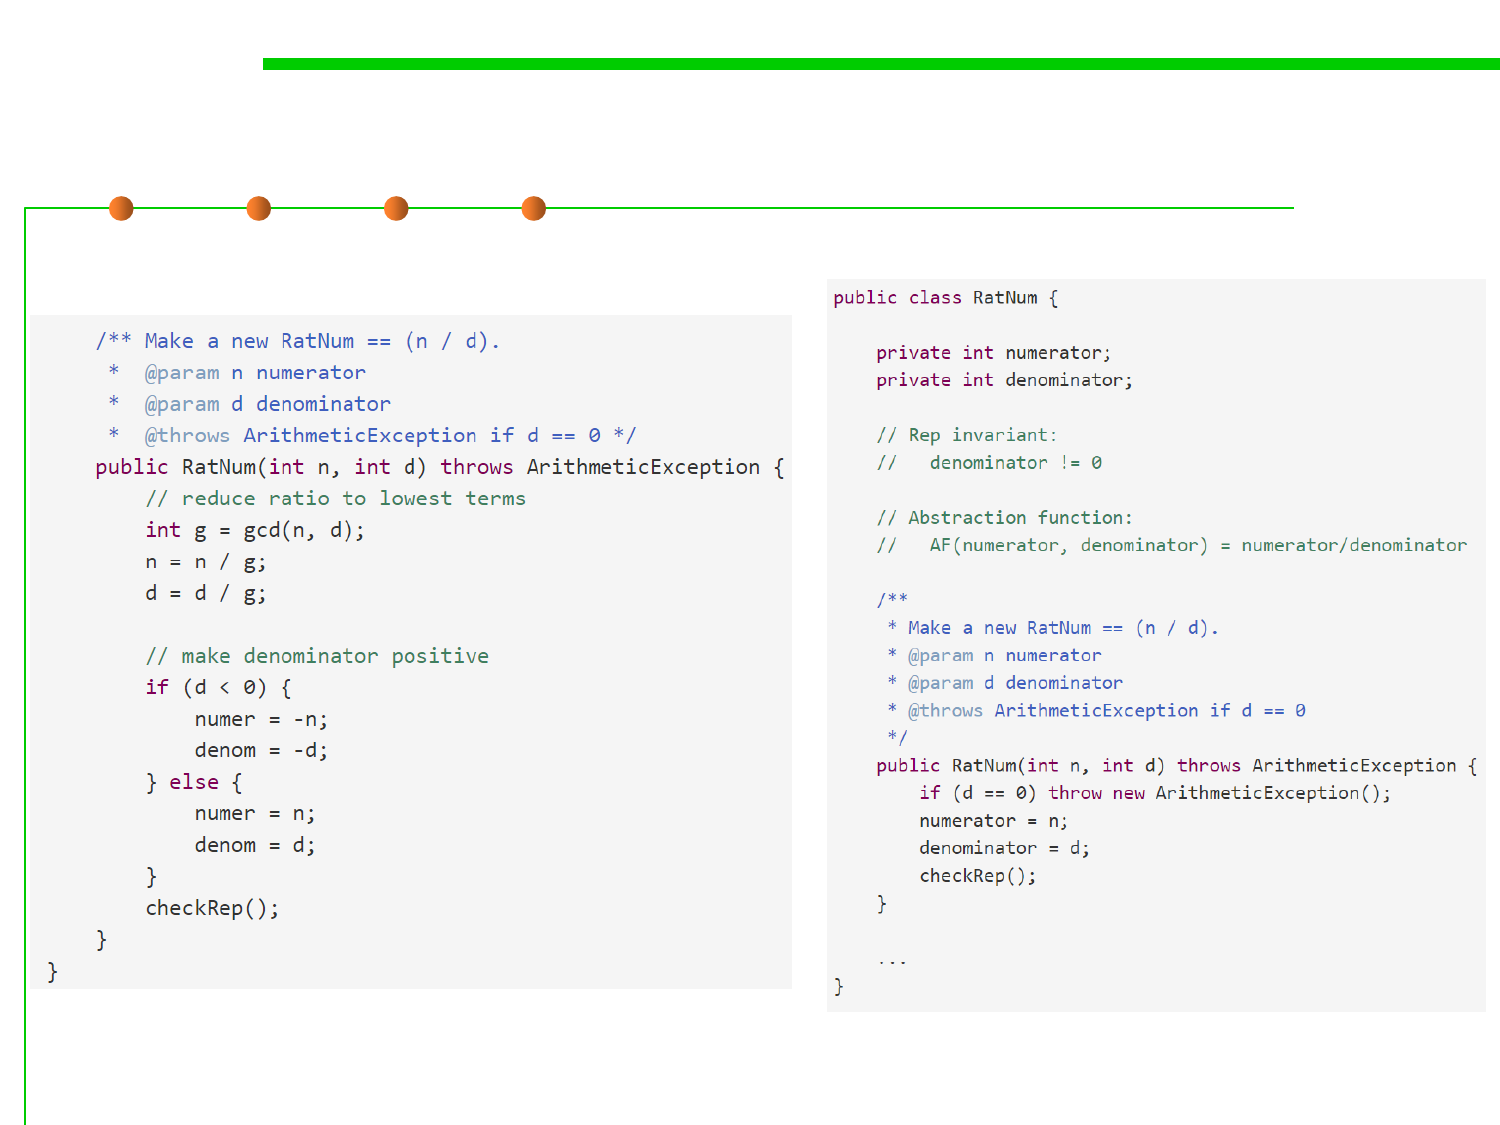 /** Make a new RatNum == (n / d).
 *  @param n numerator
 *  @param d denominator
 *  @throws ArithmeticException if d == 0 */
public RatNum(int n, int d) throws ArithmeticException {
    // reduce ratio to lowest terms
    int g = gcd(n, d);
    n = n / g;
    d = d / g;
    // make denominator positive
    if (d < 0) {
        numer = -n;
        denom = -d;
    } else {
        numer = n;
        denom = d;
    }
    checkRep();
}
}
public class RatNum {
    private int numerator;
    private int denominator;
    // Rep invariant:
    //   denominator != 0
    // Abstraction function:
    //   AF(numerator, denominator) = numerator/denominator
    /**
     * Make a new RatNum == (n / d).
     * @param n numerator
     * @param d denominator
     * @throws ArithmeticException if d == 0
     */
    public RatNum(int n, int d) throws ArithmeticException {
        if (d == 0) throw new ArithmeticException();
        numerator = n;
        denominator = d;
        checkRep();
    }
    ...
}